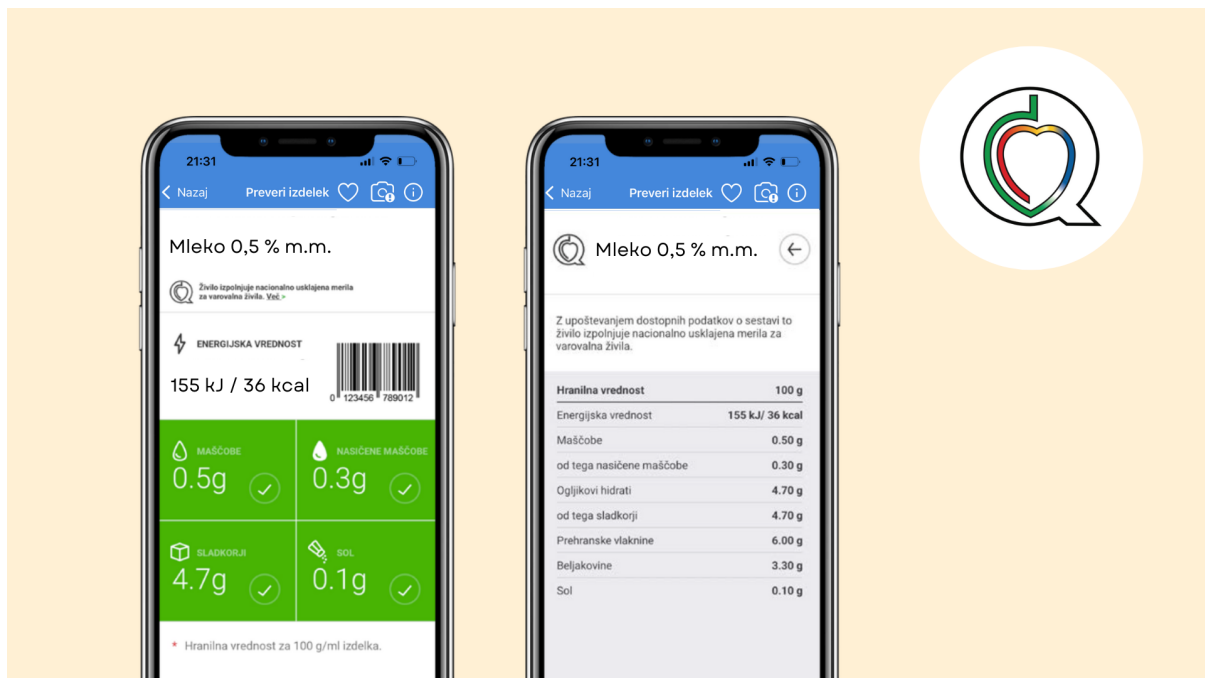 21:31
Nazaj Preveri izdelek
Mleko 0,5 % m.m.
Živilo izpolnjuje nacionalno usklajena merila
za varovalna živila. Več >
ENERGIJSKA VREDNOST
155 kJ / 36 kcal
0 123456 789012
MAŠČOBE
0.5g
NASIČENE MAŠČOBE
0.3g
SLADKORJI
4.7g
SOL
0.1g
* Hranilna vrednost za 100 g/ml izdelka.
21:31
Nazaj Preveri izdelek
Mleko 0,5 % m.m.
Z upoštevanjem dostopnih podatkov o sestavi to
živilo izpolnjuje nacionalno usklajena merila za
varovalna živila.
Hranilna vrednost 100 g
Energijska vrednost 155 kJ/ 36 kcal
Maščobe 0.50 g
od tega nasičene maščobe 0.30 g
Ogljikovi hidrati 4.70 g
od tega sladkorji 4.70 g
Prehranske vlaknine 6.00 g
Beljakovine 3.30 g
Sol 0.10 g